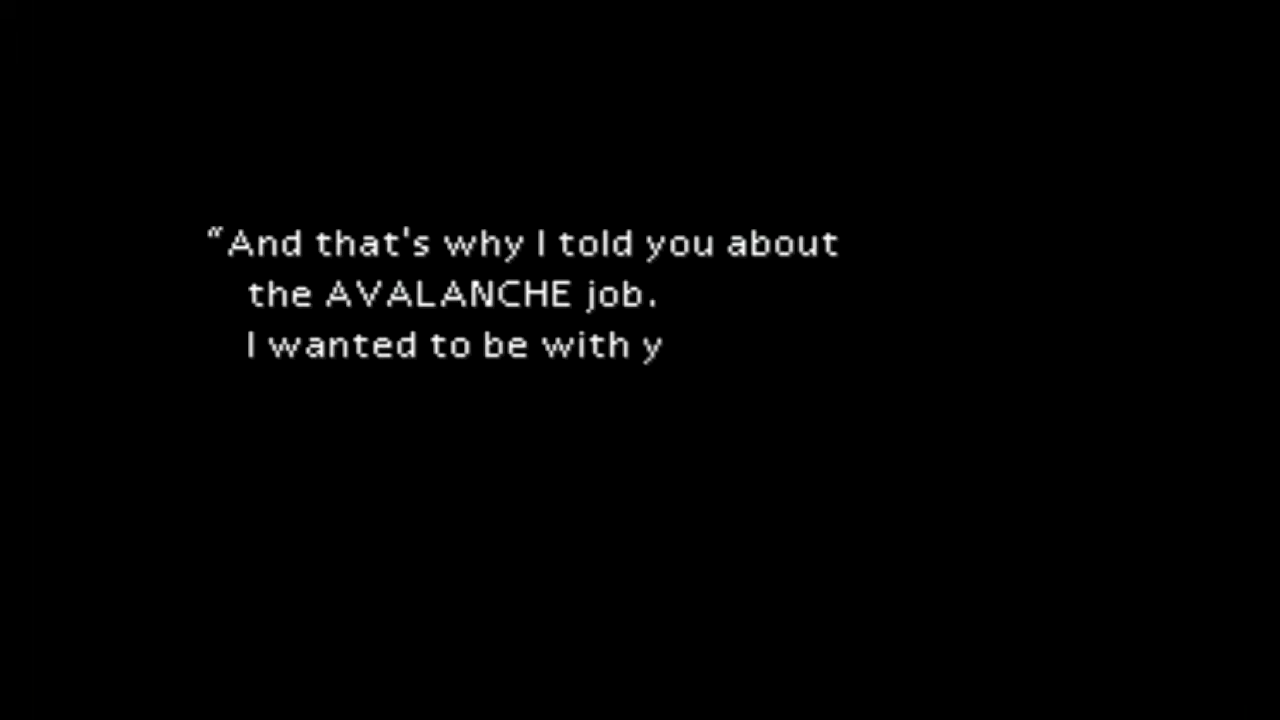 “And that's why I told you about
the AVALANCHE job.
I wanted to be with y